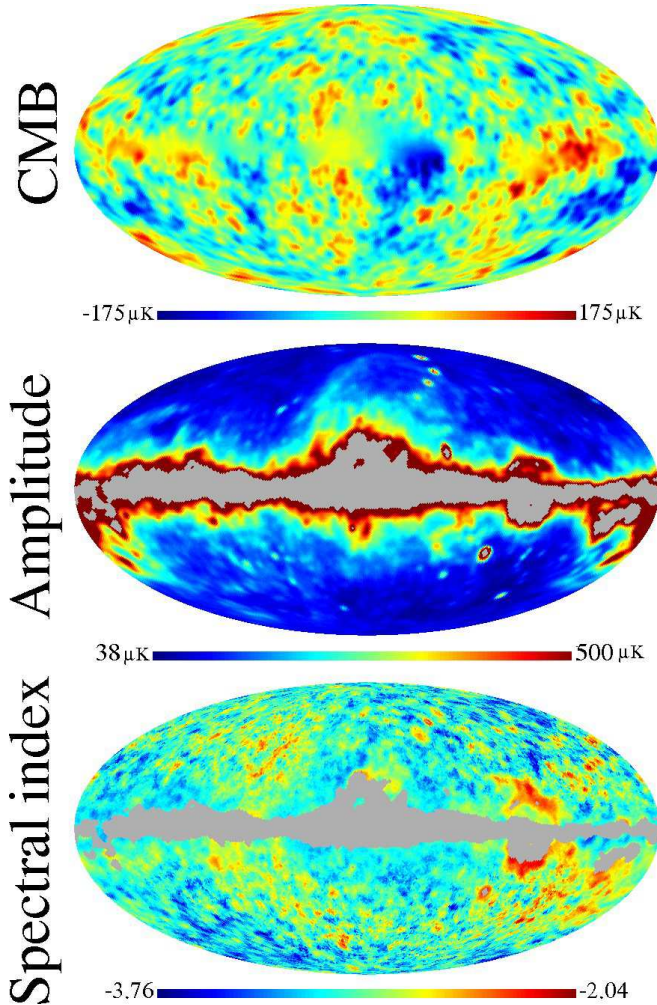 CMB
-175 μK 175 μK
Amplitude
38 μK 500 μK
Spectral index
-3.76 -2.04